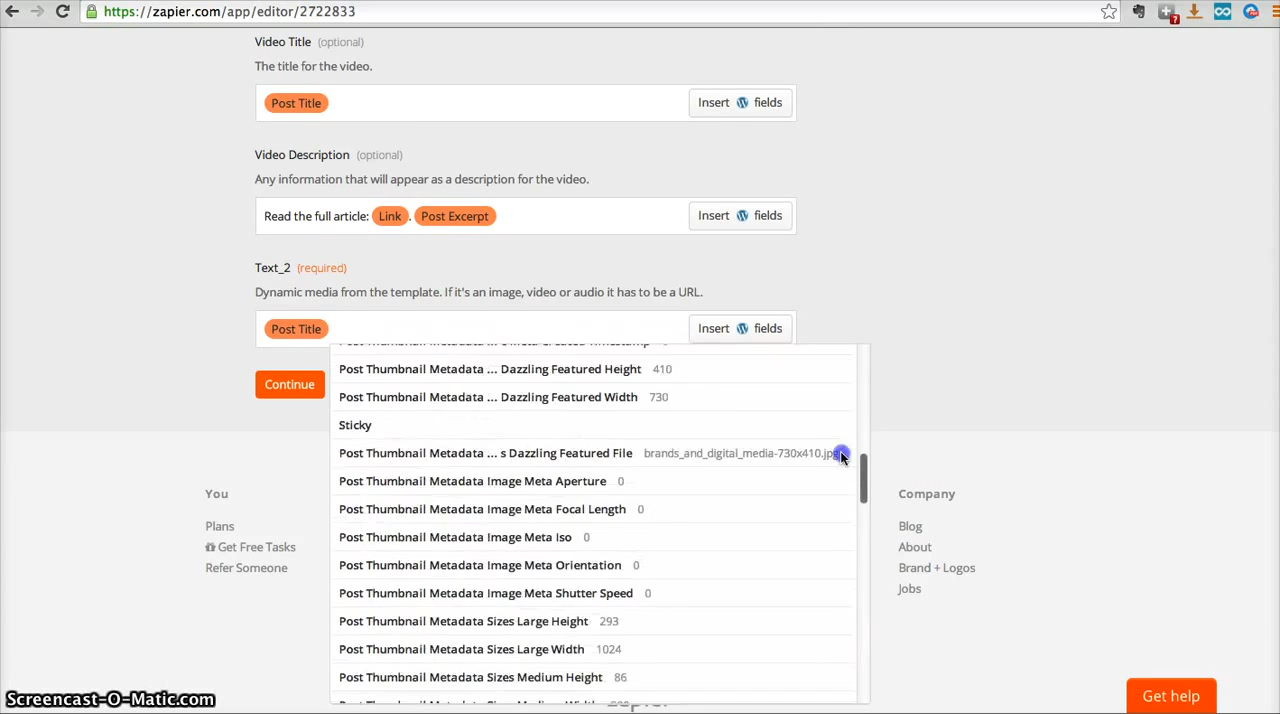 https://zapier.com/app/editor/2722833
7
Video Title (optional)
The title for the video.
Post Title
Insert W fields
Video Description (optional)
Any information that will appear as a description for the video.
Read the full article: Link . Post Excerpt
Insert W fields
Text_2 (required)
Dynamic media from the template. If it's an image, video or audio it has to be a URL.
Post Title
Insert W fields
Continue
Post Thumbnail Metadata ... Dazzling Featured Height 410
Post Thumbnail Metadata ... Dazzling Featured Width 730
Sticky
Post Thumbnail Metadata ... s Dazzling Featured File brands_and_digital_media-730x410.jpg
Post Thumbnail Metadata Image Meta Aperture 0
Post Thumbnail Metadata Image Meta Focal Length 0
Post Thumbnail Metadata Image Meta Iso 0
Post Thumbnail Metadata Image Meta Orientation 0
Post Thumbnail Metadata Image Meta Shutter Speed 0
Post Thumbnail Metadata Sizes Large Height 293
Post Thumbnail Metadata Sizes Large Width 1024
Post Thumbnail Metadata Sizes Medium Height 86
You
Plans
Get Free Tasks
Refer Someone
Company
Blog
About
Brand + Logos
Jobs
Get help
Screencast-O-Matic.com